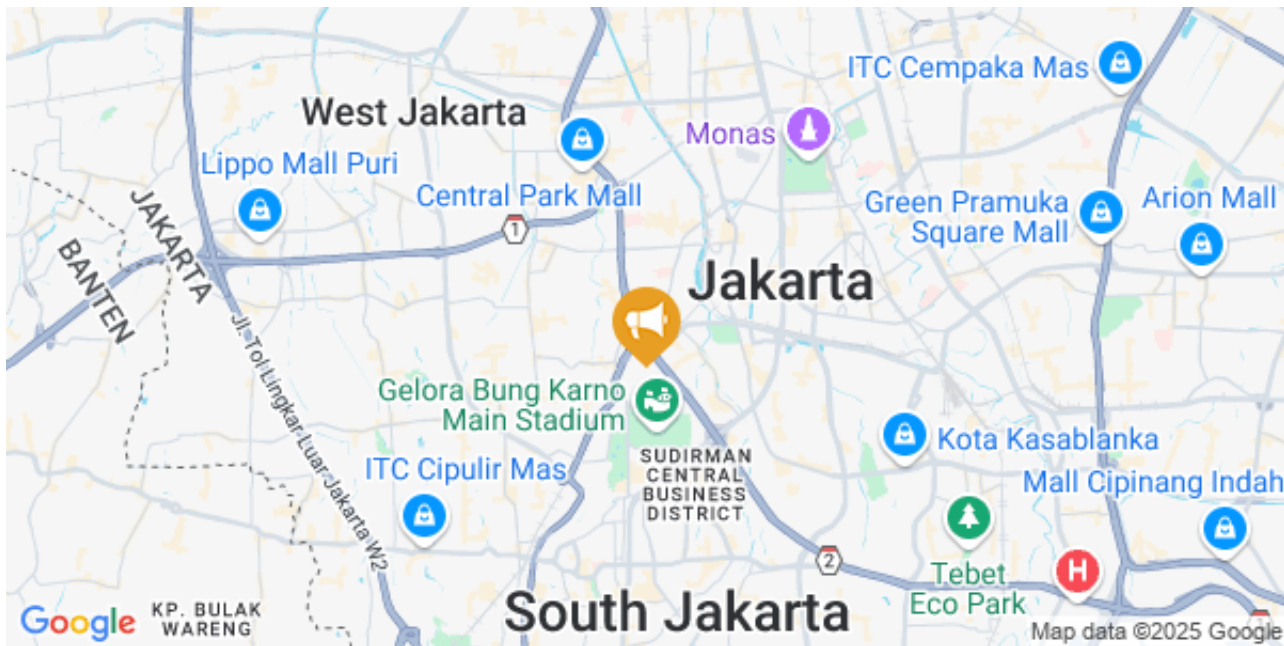 ITC Cempaka Mas
West Jakarta
Monas
Lippo Mall Puri
Central Park Mall
Green Pramuka
Square Mall
Arion Mall
JAKARTA
BANTEN
1
Jakarta
Jl. Tol Lingkar Luar Jakarta W2
Gelora Bung Karno
Main Stadium
Kota Kasablanka
SUDIRMAN
CENTRAL
BUSINESS
DISTRICT
ITC Cipulir Mas
Mall Cipinang Indah
2
Tebet
Eco Park
H
South Jakarta
KP. BULAK
WARENG
Google
1
Map data ©2025 Google